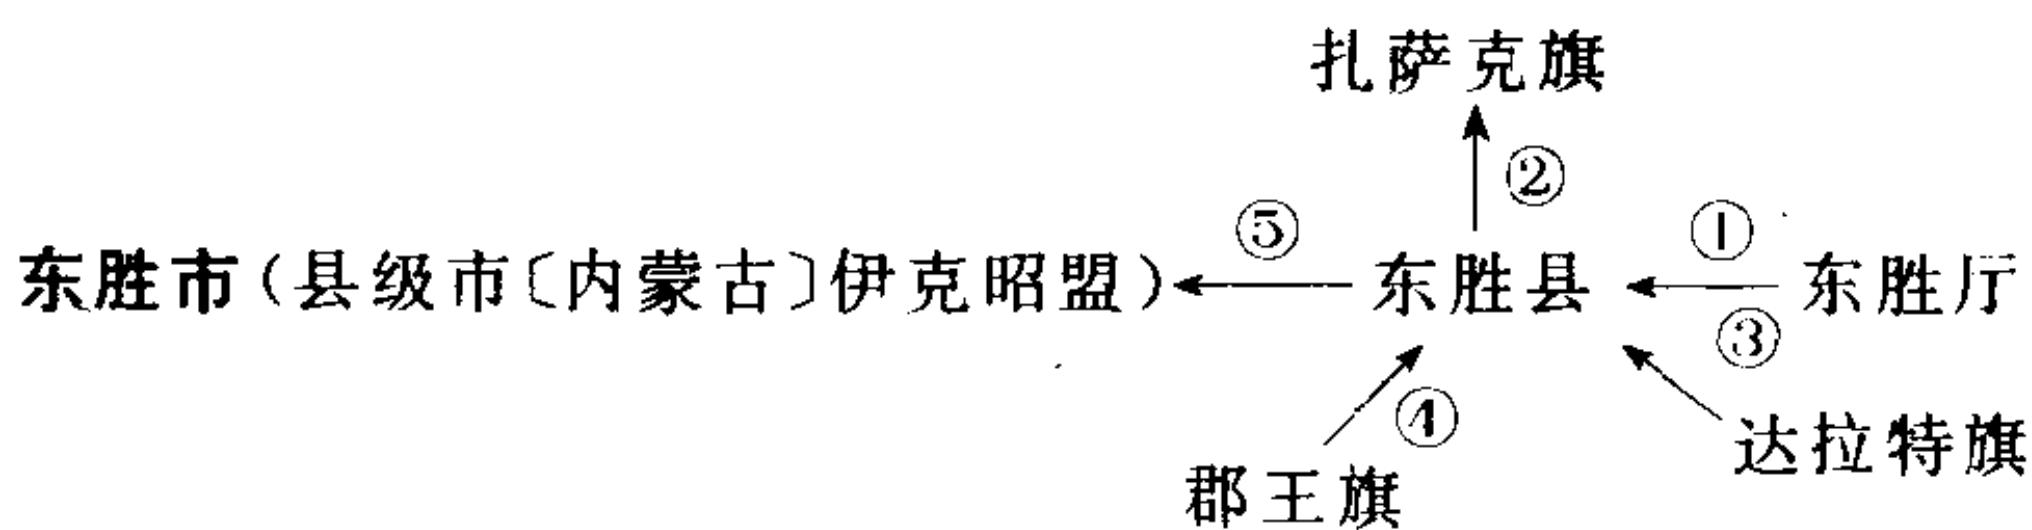 扎萨克旗
②
⑤ ①
东胜市(县级市〔内蒙古〕伊克昭盟) 东胜县 东胜厅
③
④
达拉特旗
郡王旗